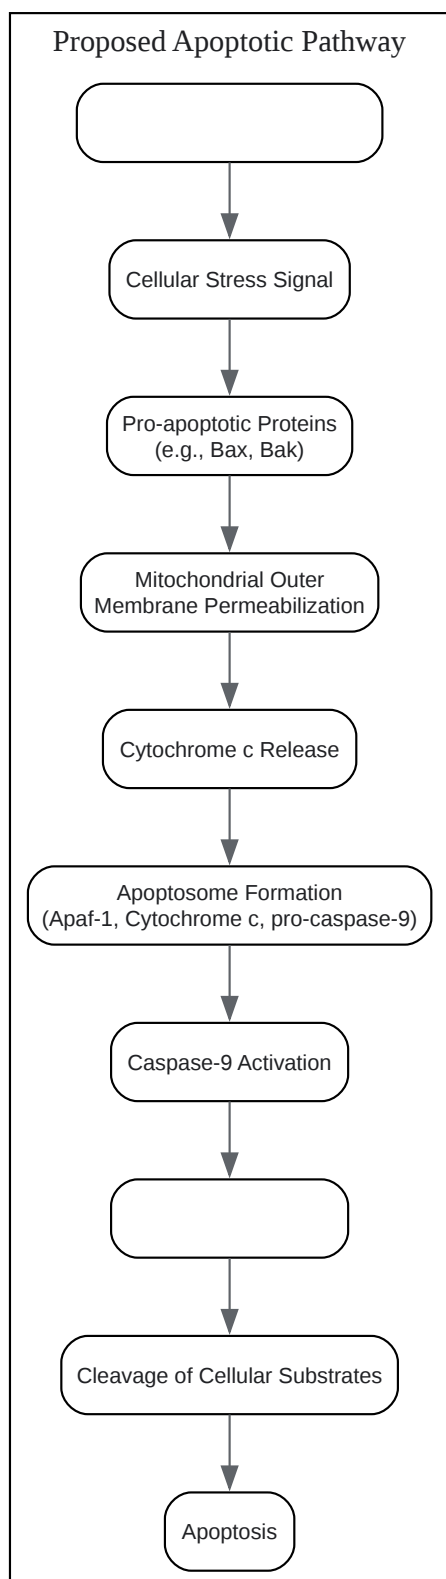 Proposed Apoptotic Pathway
Cellular Stress Signal
Pro-apoptotic Proteins
(e.g., Bax, Bak)
Mitochondrial Outer
Membrane Permeabilization
Cytochrome c Release
Apoptosome Formation
(Apaf-1, Cytochrome c, pro-caspase-9)
Caspase-9 Activation
Cleavage of Cellular Substrates
Apoptosis